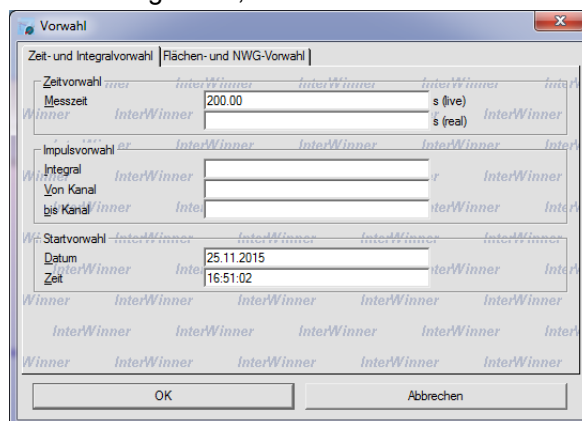 Vorwahl
Zeit- und Integralvorwahl Flächen- und NWG-Vorwahl
Zeitvorwahl
Messzeit 200.00 s (live)
s (real)
Impulsvorwahl
Integral
Von Kanal
bis Kanal
Startvorwahl
Datum 25.11.2015
Zeit 16:51:02
InterWinner
OK Abbrechen